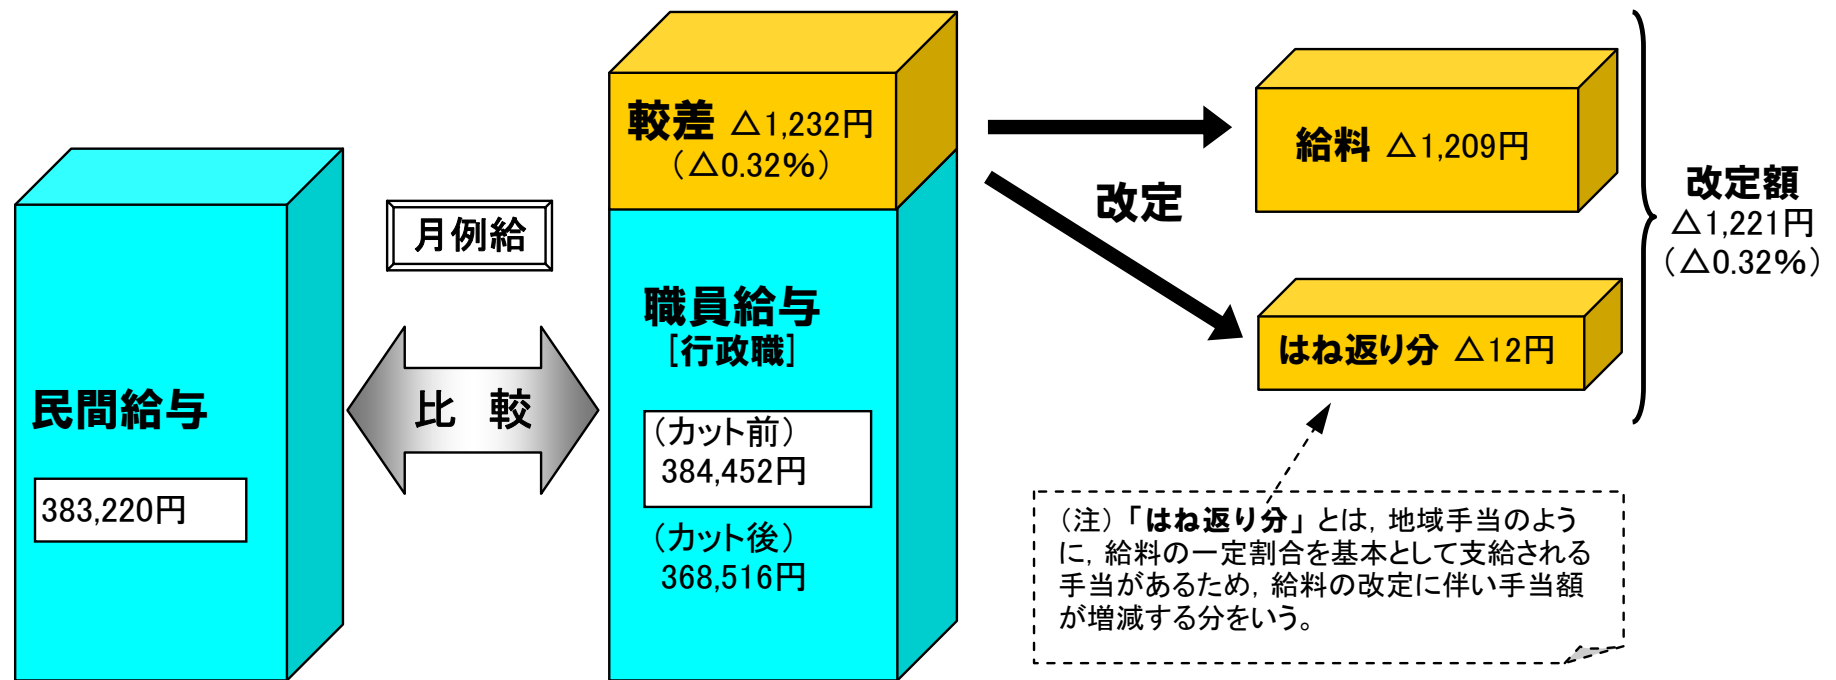 民間給与
383,220円
月例給
比 較
較差 △1,232円
（△0.32%）
職員給与
[行政職]
（カット前）
384,452円
（カット後）
368,516円
改定
給料 △1,209円
はね返り分 △12円
改定額
△1,221円
（△0.32%）
（注）「はね返り分」とは，地域手当のよう
に，給料の一定割合を基本として支給される
手当があるため，給料の改定に伴い手当額
が増減する分をいう。